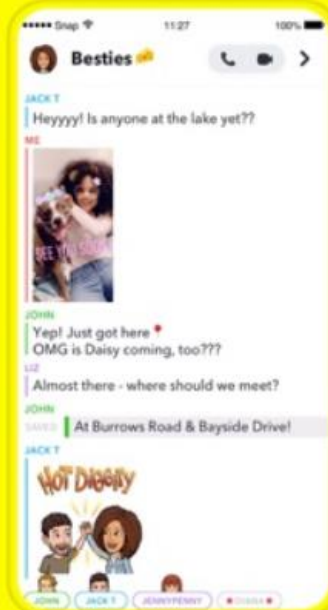 Snap 11:27 100%
Besties
JACK T
Heyyyy! Is anyone at the lake yet??
ME
SEE YOU
JOHN
Yep! Just got here
OMG is Daisy coming, too???
LIZ
Almost there - where should we meet?
JOHN
SAVED At Burrows Road & Bayside Drive!
JACK T
HOT DIGGITY
JOHN JACK T JENNYPENNY DIANA